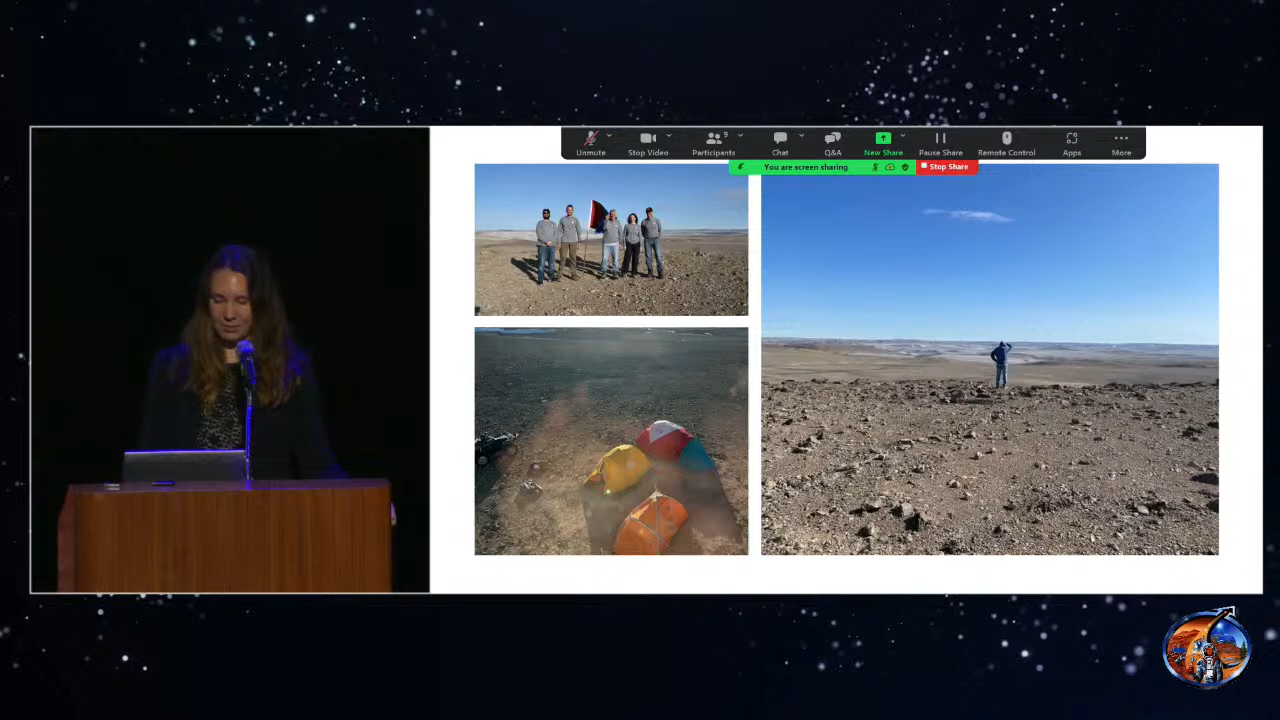 9
Unmute Stop Video Participants Chat Q&A New Share Pause Share Remote Control Apps More
You are screen sharing Stop Share